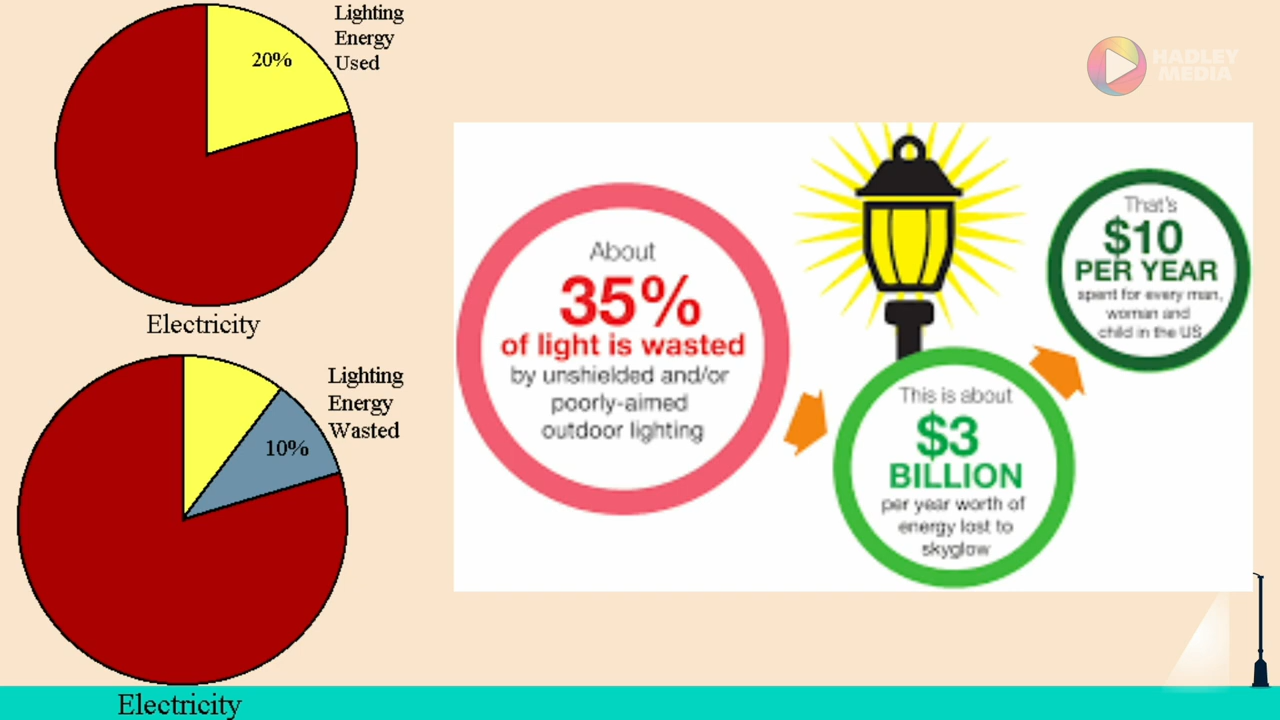 Lighting
Energy
Used
20%
Electricity
Lighting
Energy
Wasted
10%
Electricity
HADLEY
MEDIA
About
35%
of light is wasted
by unshielded and/or
poorly-aimed
outdoor lighting
This is about
$3
BILLION
per year worth of
energy lost to
skyglow
That's
$10
PER YEAR
spent for every man,
woman and
child in the US